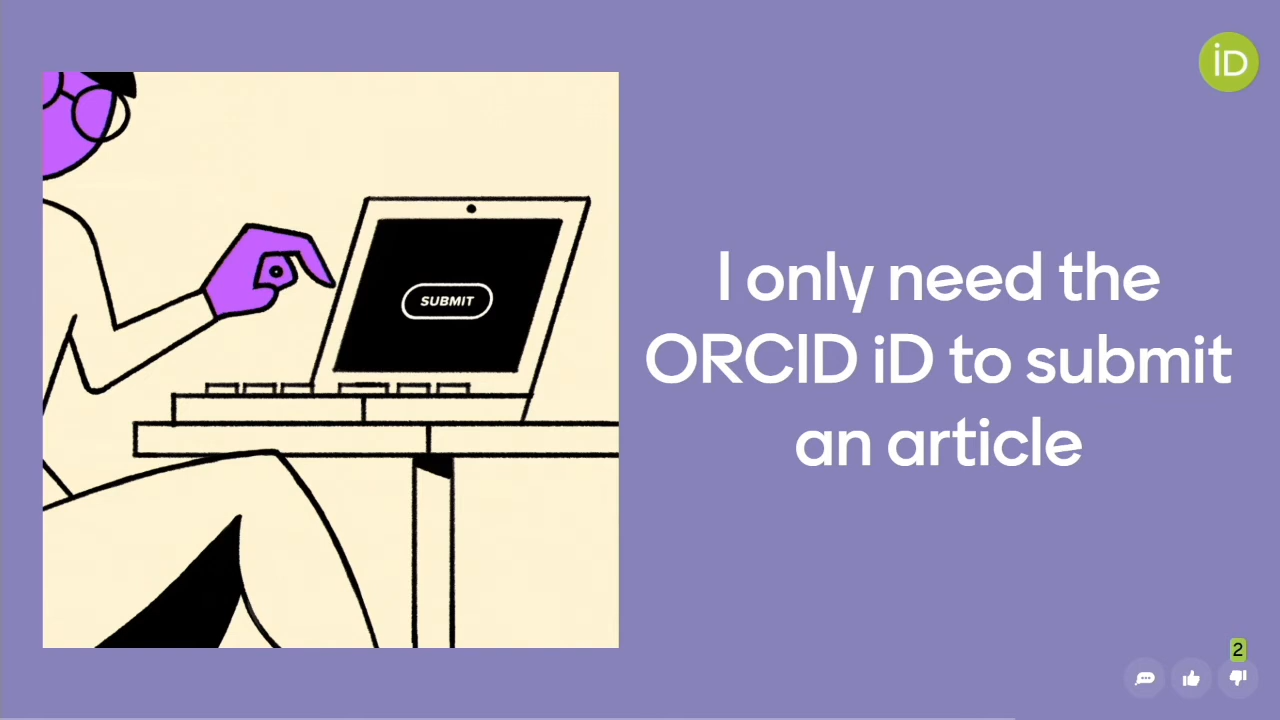 iD
SUBMIT
I only need the
ORCID iD to submit
an article
2